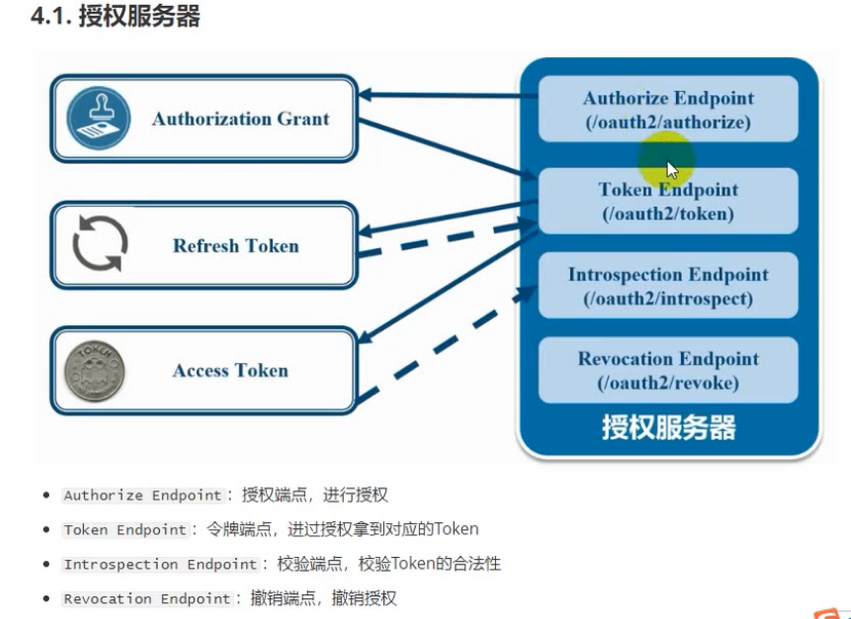 4.1. 授权服务器
Authorization Grant
Refresh Token
Access Token
TOKEN
Authorize Endpoint
(/oauth2/authorize)
Token Endpoint
(/oauth2/token)
Introspection Endpoint
(/oauth2/introspect)
Revocation Endpoint
(/oauth2/revoke)
授权服务器
Authorize Endpoint：授权端点，进行授权
Token Endpoint：令牌端点，进过授权拿到对应的Token
Introspection Endpoint：校验端点，校验Token的合法性
Revocation Endpoint：撤销端点，撤销授权